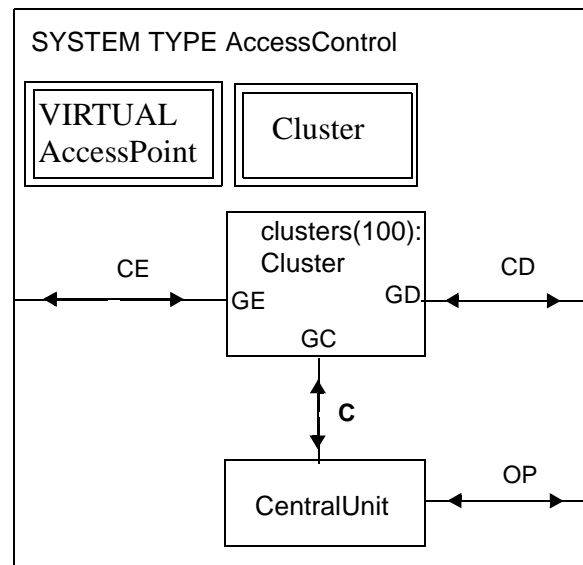 SYSTEM TYPE AccessControl
VIRTUAL
AccessPoint
Cluster
clusters(100):
Cluster
CE
CD
GE
GD
GC
C
CentralUnit
OP